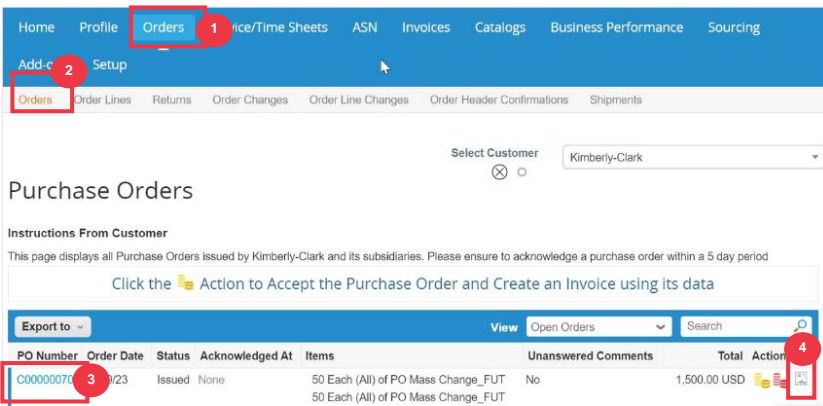 Home Profile Orders 1 ice/Time Sheets ASN Invoices Catalogs Business Performance Sourcing
Add-o 2 Setup
Orders Order Lines Returns Order Changes Order Line Changes Order Header Confirmations Shipments
Select Customer Kimberly-Clark
Purchase Orders
Instructions From Customer
This page displays all Purchase Orders issued by Kimberly-Clark and its subsidiaries. Please ensure to acknowledge a purchase order within a 5 day period
Click the Action to Accept the Purchase Order and Create an Invoice using its data
Export to View Open Orders Search
PO Number Order Date Status Acknowledged At Items Unanswered Comments Total Action 4
C00000070 3 9/23 Issued None 50 Each (All) of PO Mass Change_FUT No 1,500.00 USD
50 Each (All) of PO Mass Change_FUT